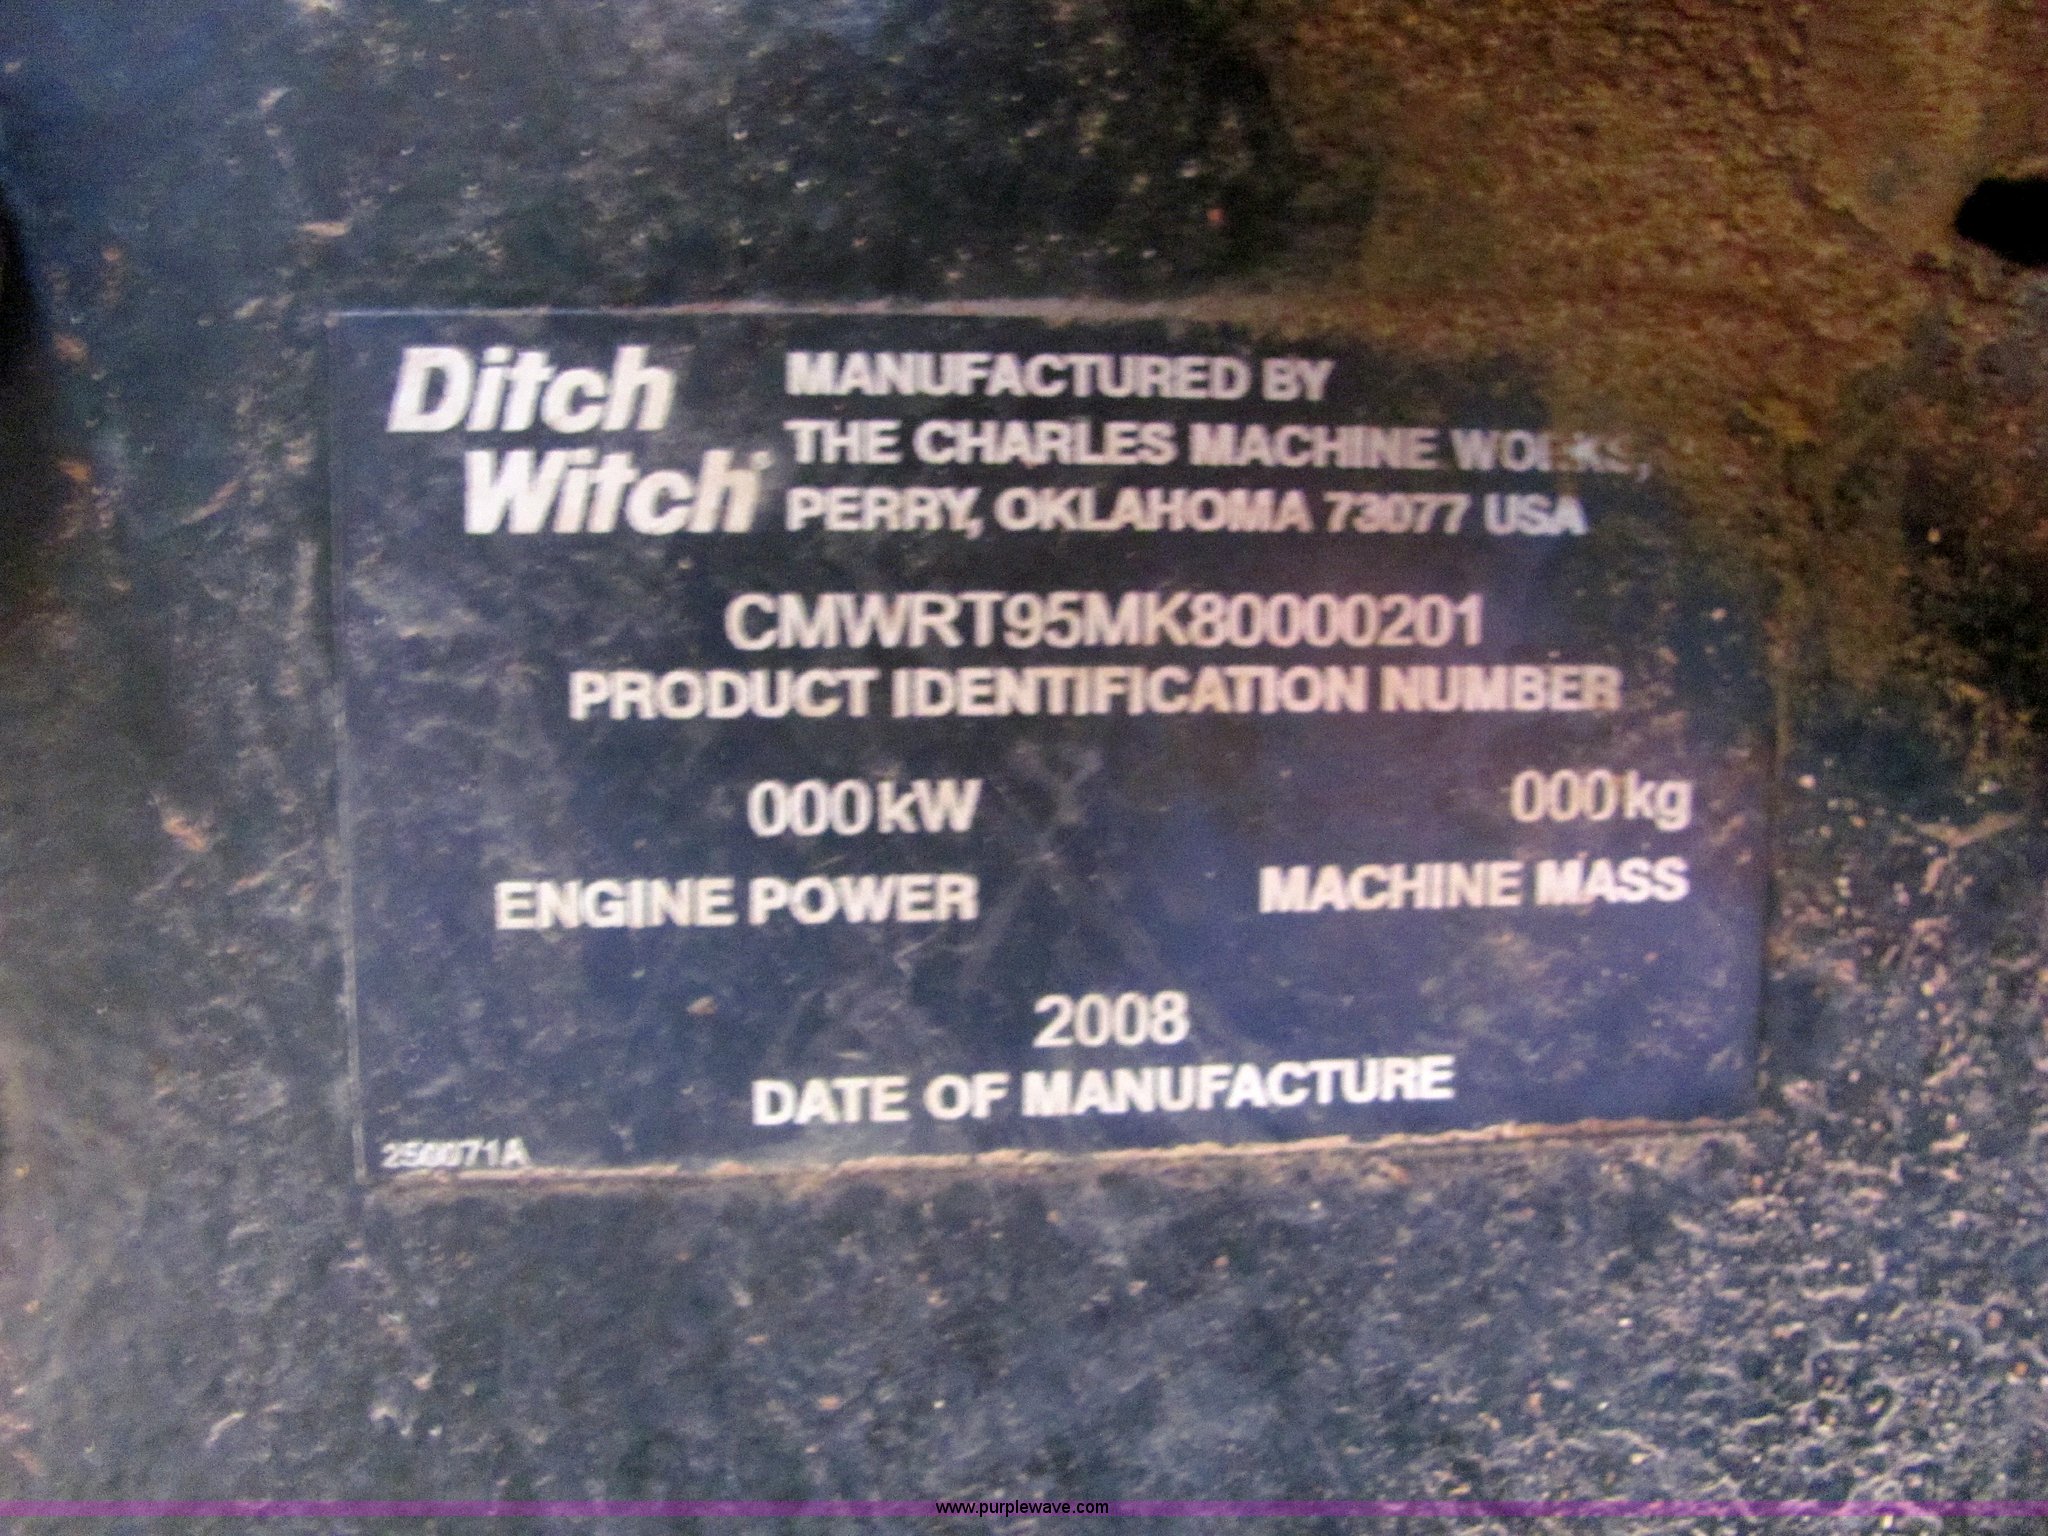 Ditch
Witch
MANUFACTURED BY
THE CHARLES MACHINE WORKS,
PERRY, OKLAHOMA 73077 USA
CMWRT95MK80000201
PRODUCT IDENTIFICATION NUMBER
000kW
000kg
ENGINE POWER
MACHINE MASS
2008
DATE OF MANUFACTURE
www.purplewave.com